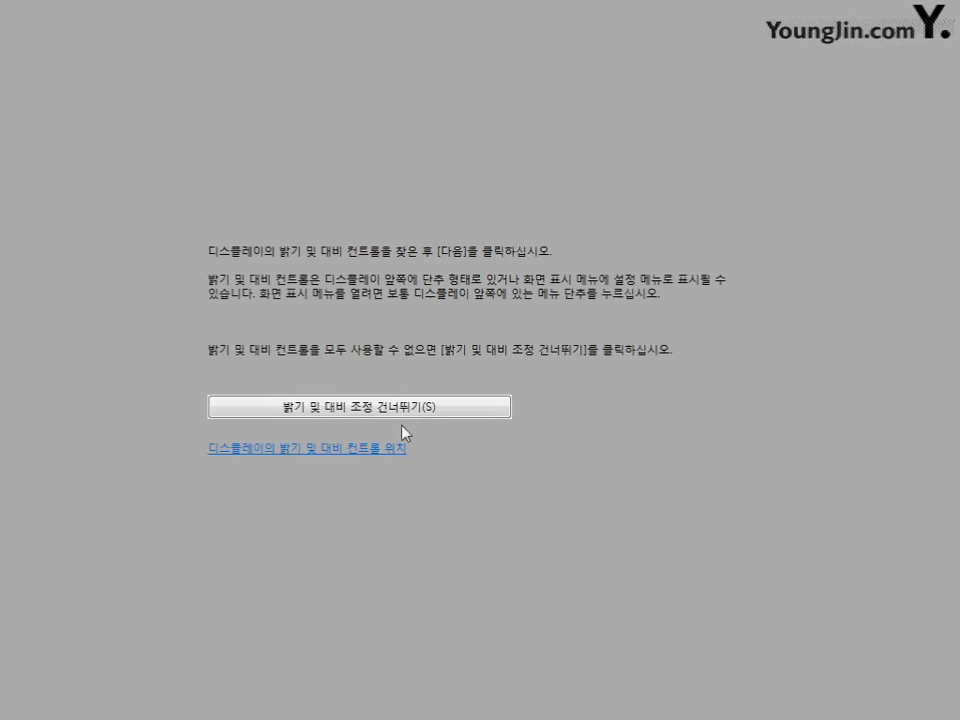 YoungJin.com Y.
디스플레이의 밝기 및 대비 컨트롤을 찾은 후 [다음]을 클릭하십시오.
밝기 및 대비 컨트롤은 디스플레이 앞쪽에 단추 형태로 있거나 화면 표시 메뉴에 설정 메뉴로 표시될 수
있습니다. 화면 표시 메뉴를 열려면 보통 디스플레이 앞쪽에 있는 메뉴 단추를 누르십시오.
밝기 및 대비 컨트롤을 모두 사용할 수 없으면 [밝기 및 대비 조정 건너뛰기]를 클릭하십시오.
밝기 및 대비 조정 건너뛰기(S)
디스플레이의 밝기 및 대비 컨트롤 위치